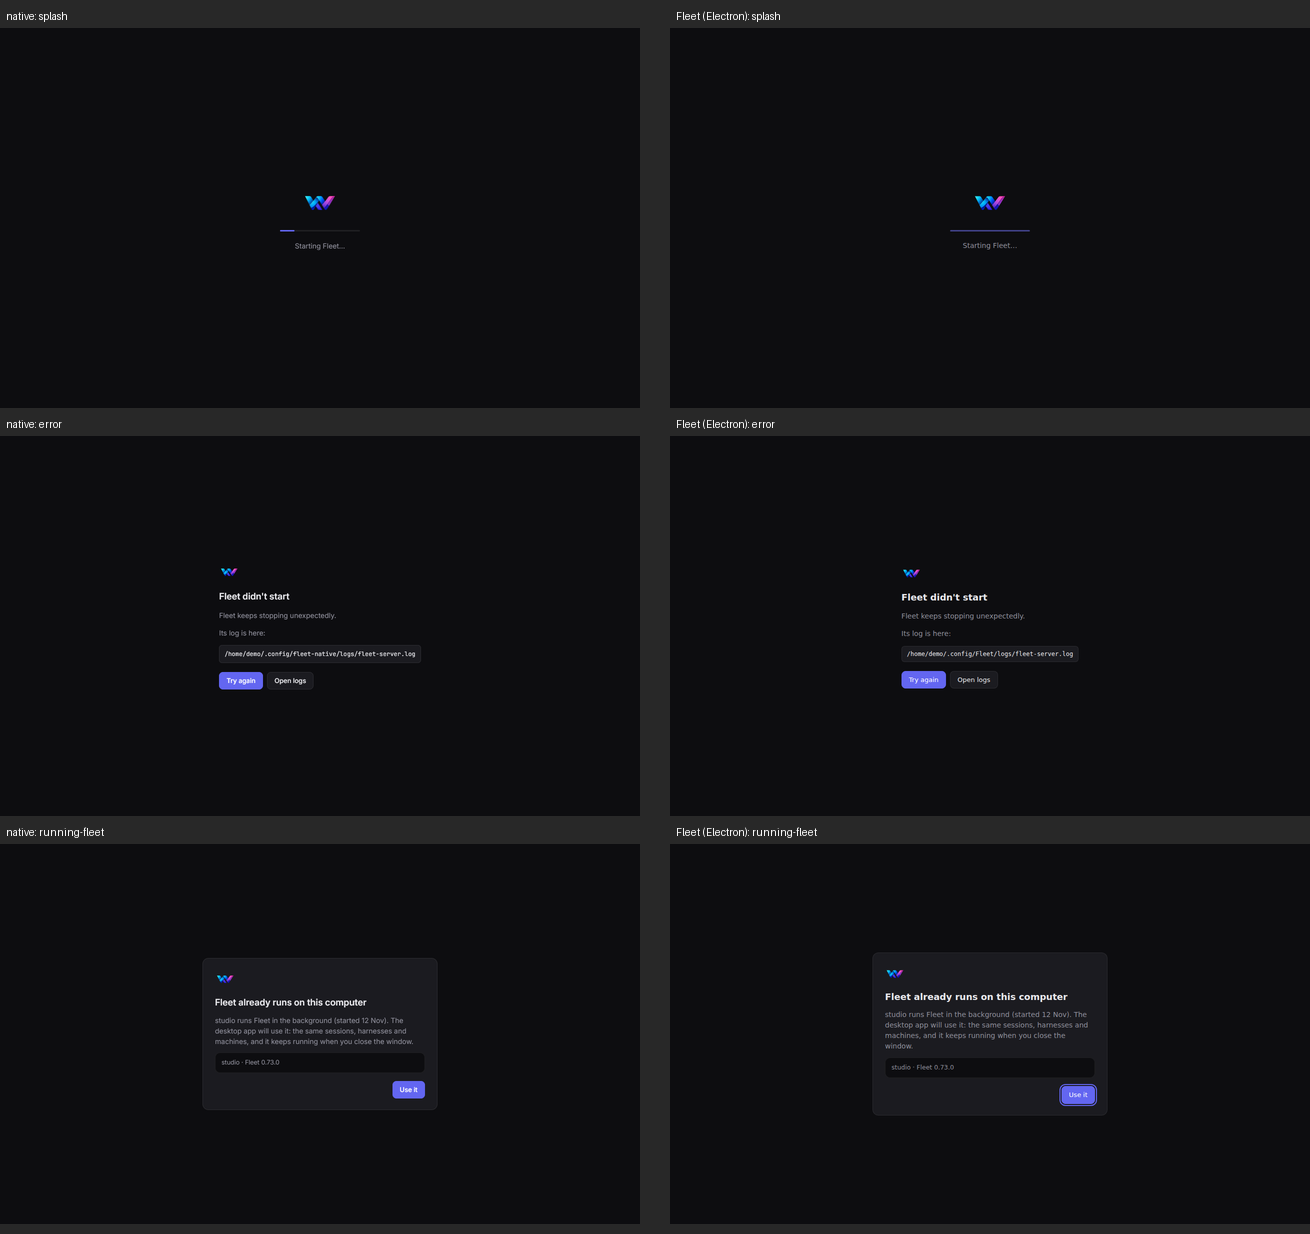 native: splash
Fleet (Electron): splash
Starting Fleet...
Starting Fleet...
native: error
Fleet (Electron): error
Fleet didn't start
Fleet keeps stopping unexpectedly.
Its log is here:
/home/demo/.config/fleet-native/logs/fleet-server.log
Try again
Open logs
Fleet didn't start
Fleet keeps stopping unexpectedly.
Its log is here:
/home/demo/.config/Fleet/logs/fleet-server.log
Try again
Open logs
native: running-fleet
Fleet (Electron): running-fleet
Fleet already runs on this computer
studio runs Fleet in the background (started 12 Nov). The
desktop app will use it: the same sessions, harnesses and
machines, and it keeps running when you close the window.
studio · Fleet 0.73.0
Use it
Fleet already runs on this computer
studio runs Fleet in the background (started 12 Nov). The
desktop app will use it: the same sessions, harnesses and
machines, and it keeps running when you close the
window.
studio · Fleet 0.73.0
Use it